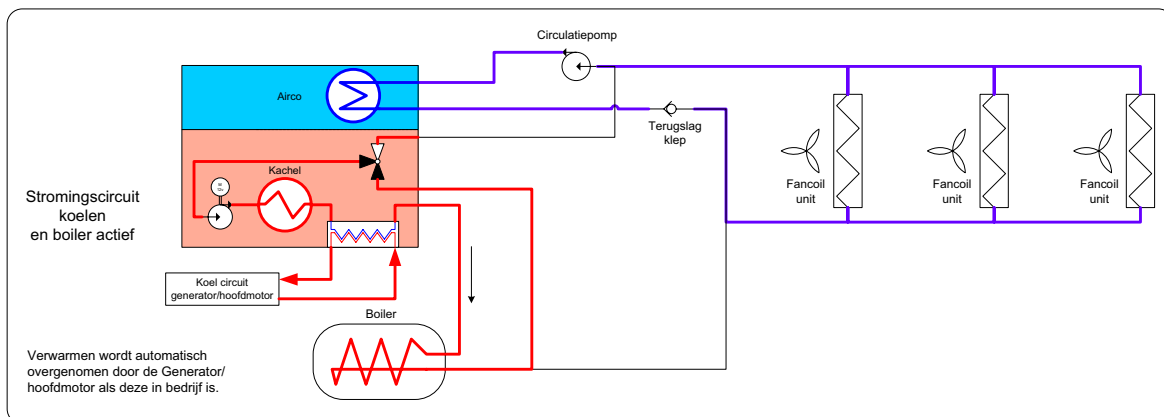 Circulatiepomp
Airco
Terugslag
klep
Kachel
M
12v
Fancoil
unit
Fancoil
unit
Fancoil
unit
Stromingscircuit
koelen
en boiler actief
Koel circuit
generator/hoofdmotor
Boiler
Verwarmen wordt automatisch
overgenomen door de Generator/
hoofdmotor als deze in bedrijf is.